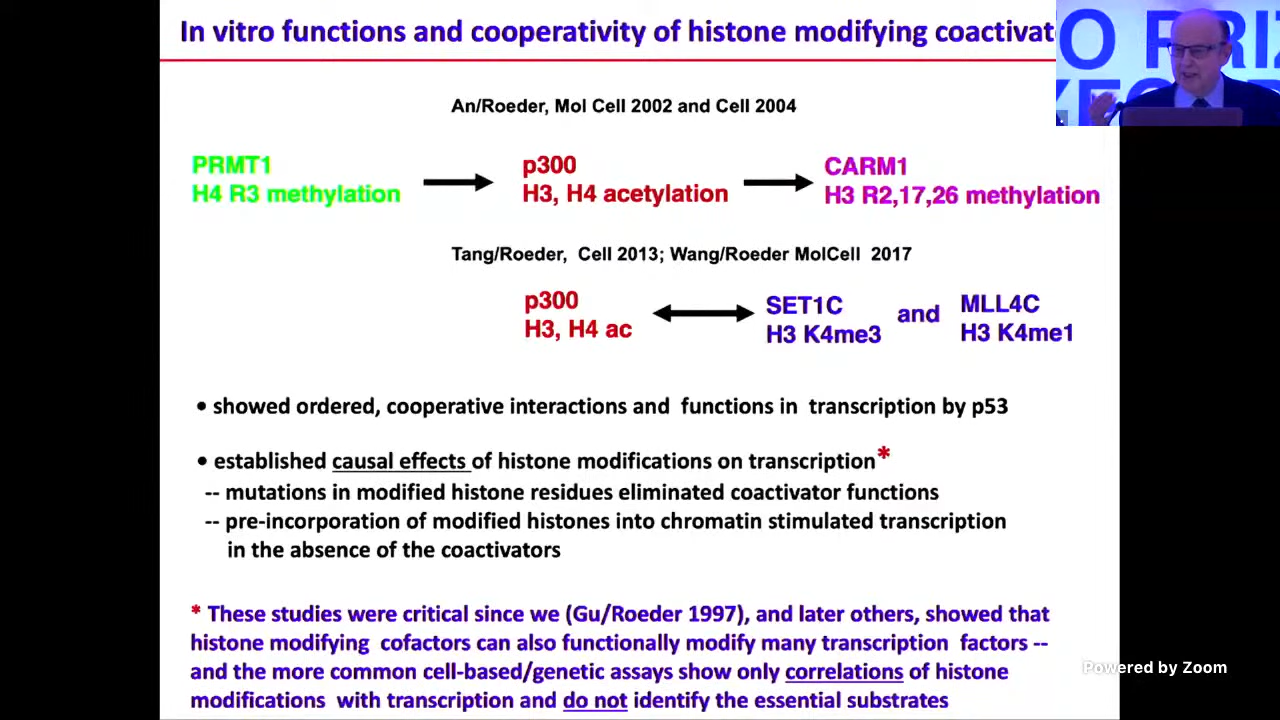 In vitro functions and cooperativity of histone modifying coactivat
O PRIZ
An/Roeder, Mol Cell 2002 and Cell 2004
PRMT1
H4 R3 methylation
p300
H3, H4 acetylation
CARM1
H3 R2,17,26 methylation
Tang/Roeder, Cell 2013; Wang/Roeder MolCell 2017
p300
H3, H4 ac
SET1C
H3 K4me3
and
MLL4C
H3 K4me1
• showed ordered, cooperative interactions and functions in transcription by p53
• established causal effects of histone modifications on transcription*
-- mutations in modified histone residues eliminated coactivator functions
-- pre-incorporation of modified histones into chromatin stimulated transcription
in the absence of the coactivators
* These studies were critical since we (Gu/Roeder 1997), and later others, showed that
histone modifying cofactors can also functionally modify many transcription factors --
and the more common cell-based/genetic assays show only correlations of histone
modifications with transcription and do not identify the essential substrates
Powered by Zoom